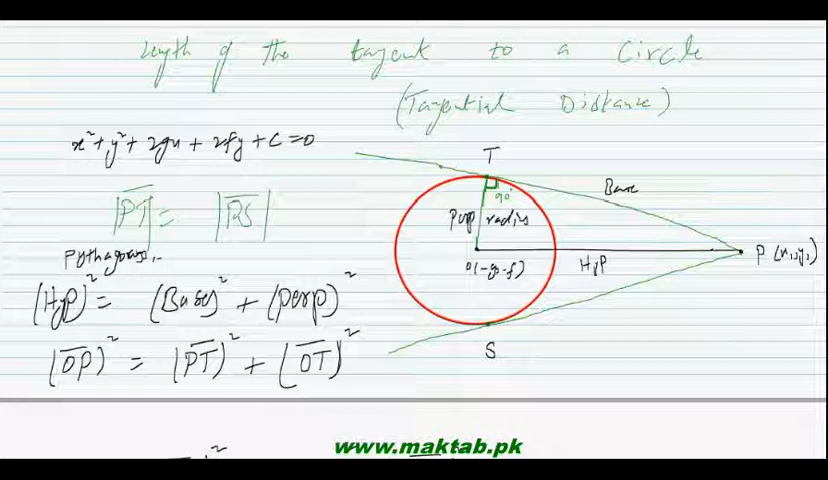 Length of the tangent to a Circle
(Tangential Distance)
x²+y²+2gx+2fy+c=0
T
Base
90°
|PT| = |PS|
Perp radius
P(x₁,y₁)
Pythagoras,
O(-g,-f)
HyP
(HyP)² = (Base)² + (Perp)²
S
(OP)² = (PT)² + (OT)²
www.maktab.pk